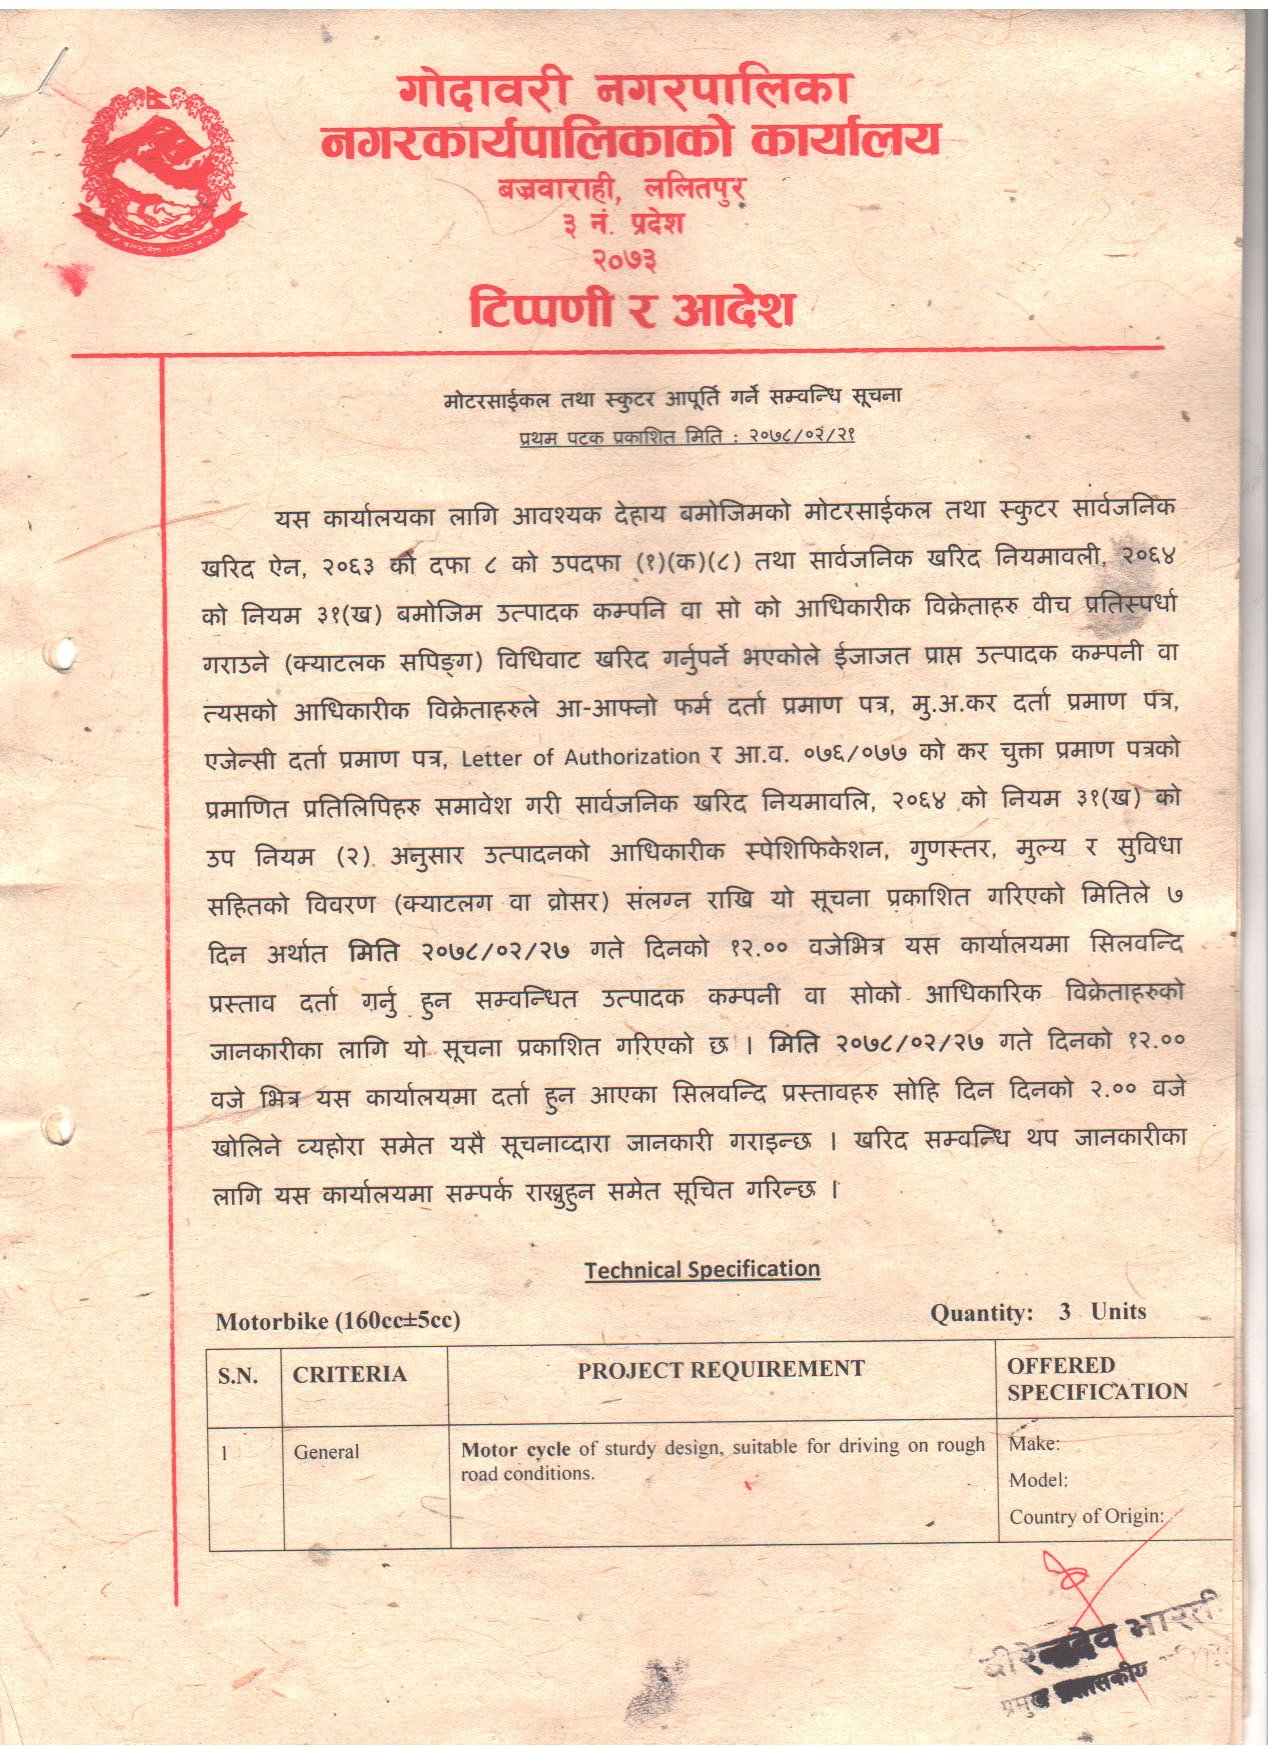 गोदावरी नगरपालिका
नगरकार्यपालिकाको कार्यालय
बज्रवाराही, ललितपुर
३ नं. प्रदेश
२०७३
टिप्पणी र आदेश
मोटरसाईकल तथा स्कुटर आपूर्ति गर्ने सम्वन्धि सूचना
प्रथम पटक प्रकाशित मिति : २०७८/०२/२१
यस कार्यालयका लागि आवश्यक देहाय बमोजिमको मोटरसाईकल तथा स्कुटर सार्वजनिक
खरिद ऐन, २०६३ को दफा ८ को उपदफा (१)(क)(८) तथा सार्वजनिक खरिद नियमावली, २०६४
को नियम ३१(ख) बमोजिम उत्पादक कम्पनि वा सो को आधिकारीक विक्रेताहरु वीच प्रतिस्पर्धा
गराउने (क्याटलक सपिङ्ग) विधिवाट खरिद गर्नुपर्ने भएकोले ईजाजत प्राप्त उत्पादक कम्पनी वा
त्यसको आधिकारीक विक्रेताहरुले आ-आफ्नो फर्म दर्ता प्रमाण पत्र, मु.अ.कर दर्ता प्रमाण पत्र,
एजेन्सी दर्ता प्रमाण पत्र, Letter of Authorization र आ.व. ०७६/०७७ को कर चुक्ता प्रमाण पत्रको
प्रमाणित प्रतिलिपिहरु समावेश गरी सार्वजनिक खरिद नियमावलि, २०६४ को नियम ३१(ख) को
उप नियम (२) अनुसार उत्पादनको आधिकारीक स्पेशिफिकेशन, गुणस्तर, मुल्य र सुविधा
सहितको विवरण (क्याटलग वा व्रोसर) संलग्न राखि यो सूचना प्रकाशित गरिएको मितिले ७
दिन अर्थात मिति २०७८/०२/२७ गते दिनको १२.०० वजेभित्र यस कार्यालयमा सिलवन्दि
प्रस्ताव दर्ता गर्नु हुन सम्वन्धित उत्पादक कम्पनी वा सोको आधिकारिक विक्रेताहरुको
जानकारीका लागि यो सूचना प्रकाशित गरिएको छ । मिति २०७८/०२/२७ गते दिनको १२.००
वजे भित्र यस कार्यालयमा दर्ता हुन आएका सिलवन्दि प्रस्तावहरु सोहि दिन दिनको २.०० वजे
खोलिने व्यहोरा समेत यसै सूचनाव्दारा जानकारी गराइन्छ । खरिद सम्वन्धि थप जानकारीका
लागि यस कार्यालयमा सम्पर्क राख्नुहुन समेत सूचित गरिन्छ ।
Technical Specification
Motorbike (160cc±5cc) Quantity: 3 Units
S.N. CRITERIA PROJECT REQUIREMENT OFFERED
SPECIFICATION
1 General Motor cycle of sturdy design, suitable for driving on rough
road conditions.
Make:
Model:
Country of Origin:
वीरेन्द्रदेव भारती
प्रमुख प्रशासकीय